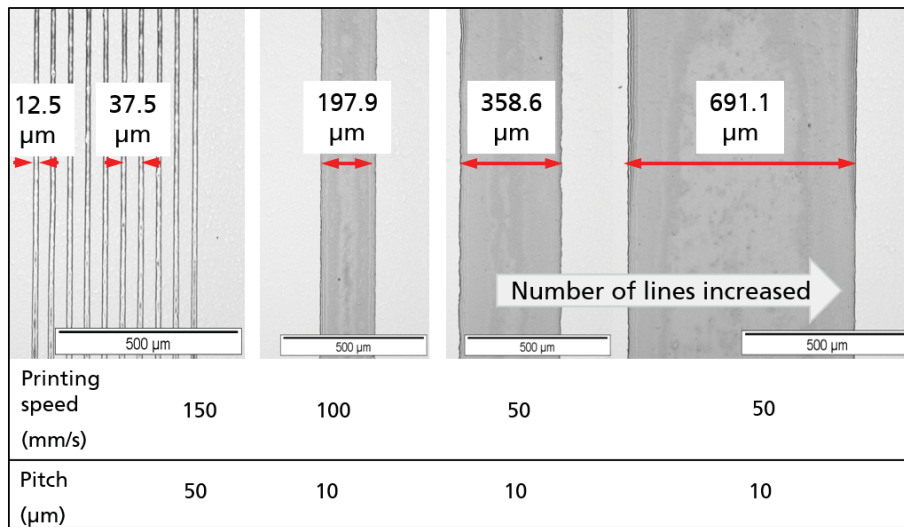 12.5
µm
37.5
µm
197.9
µm
358.6
µm
691.1
µm
Number of lines increased
500 µm
500 µm
500 µm
500 µm
Printing
speed
(mm/s)
150
100
50
50
Pitch
(µm)
50
10
10
10